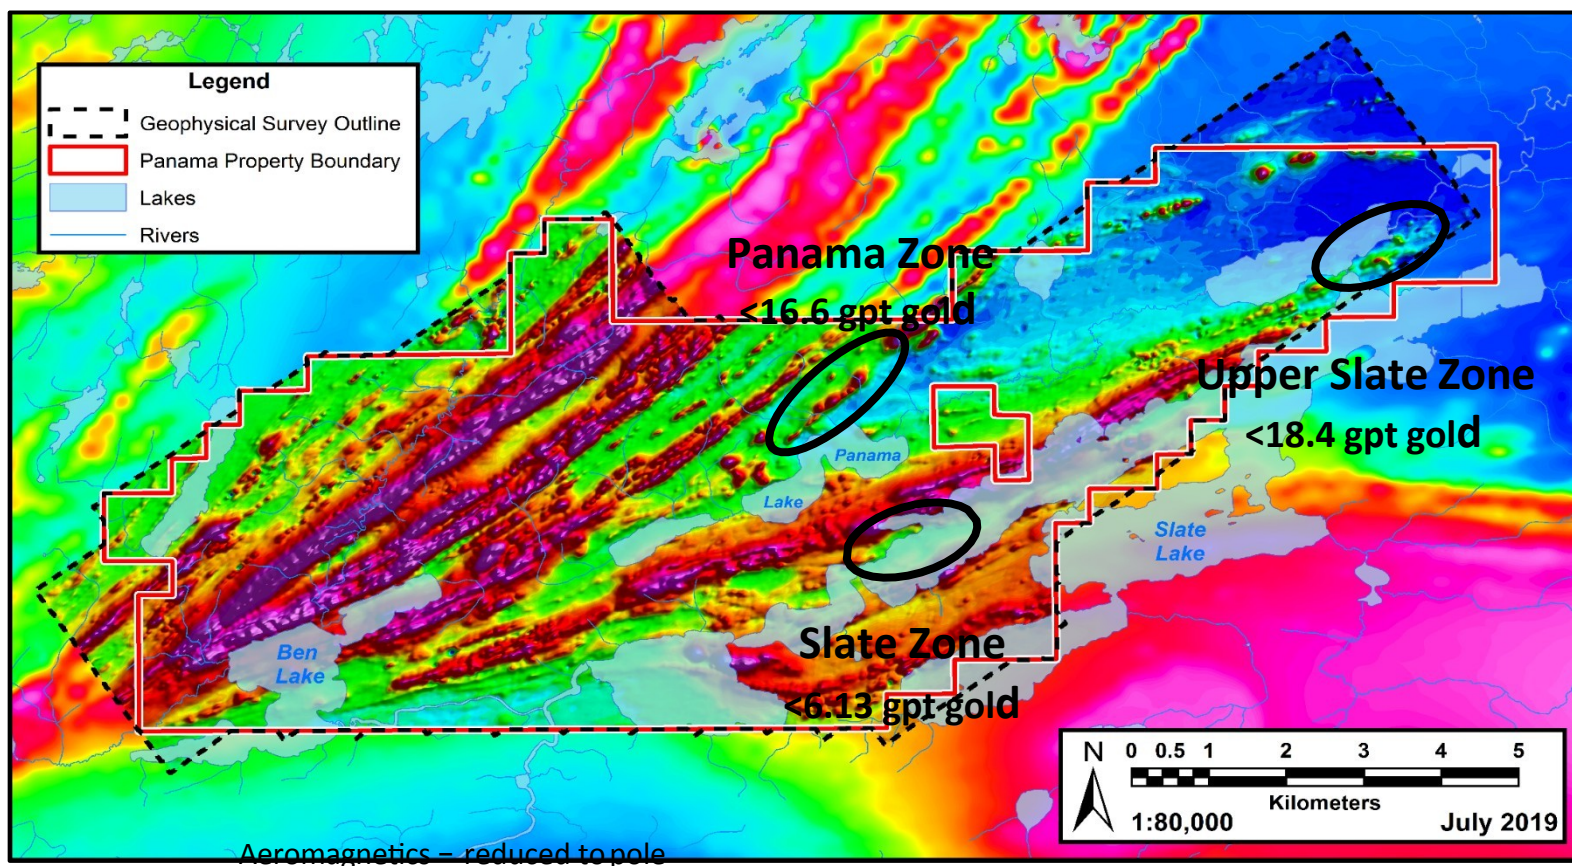 Legend
Geophysical Survey Outline
Panama Property Boundary
Lakes
Rivers
Panama Zone
<16.6 gpt gold
Upper Slate Zone
<18.4 gpt gold
Panama
Lake
Slate
Lake
Slate Zone
<6.13 gpt gold
Ben
Lake
N
0 0.5 1 2 3 4 5
Kilometers
1:80,000 July 2019
Aeromagnetics – reduced to pole